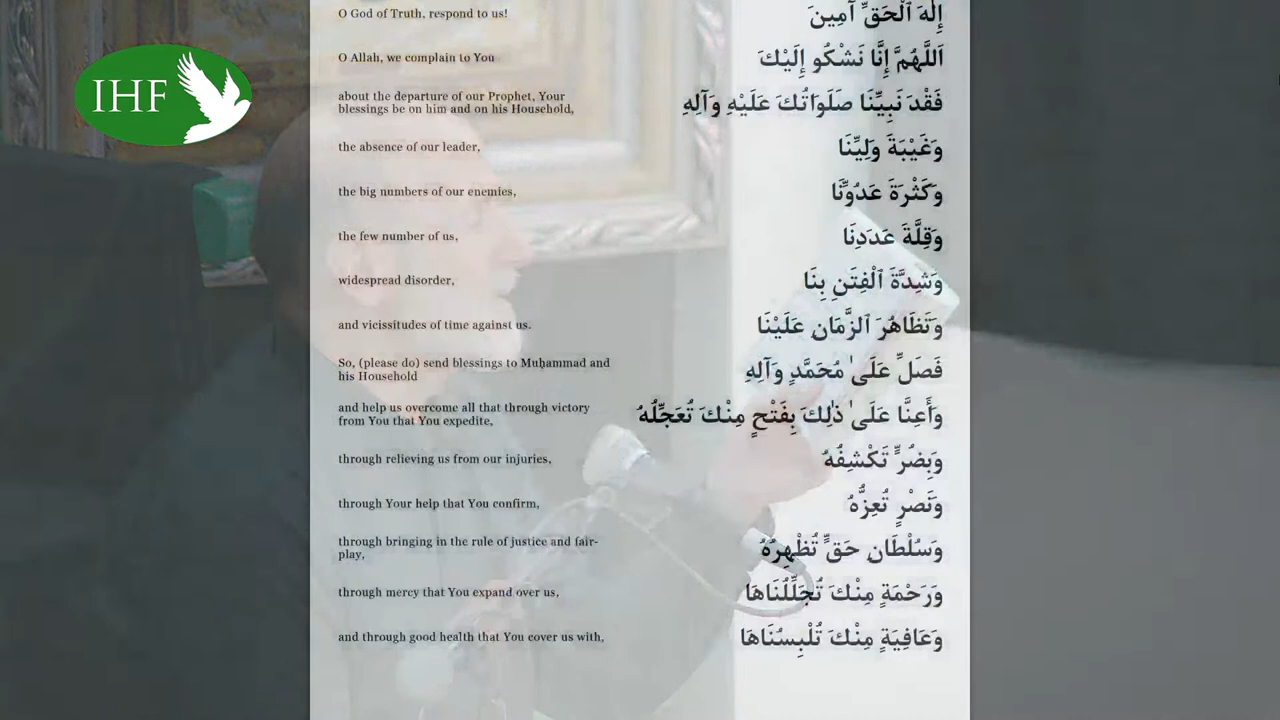 IHF
O God of Truth, respond to us!
إِلٰهَ ٱلْحَقِّ آمِينَ
O Allah, we complain to You
اَللَّهُمَّ إِنَّا نَشْكُو إِلَيْكَ
about the departure of our Prophet, Your
blessings be on him and on his Household,
فَقْدَ نَبِيِّنَا صَلَوَاتُكَ عَلَيْهِ وَآلِهِ
the absence of our leader,
وَغَيْبَةَ وَلِيِّنَا
the big numbers of our enemies,
وَكَثْرَةَ عَدُوِّنَا
the few number of us,
وَقِلَّةَ عَدَدِنَا
widespread disorder,
وَشِدَّةَ ٱلْفِتَنِ بِنَا
and vicissitudes of time against us.
وَتَظَاهُرَ ٱلزَّمَانِ عَلَيْنَا
So, (please do) send blessings to Muḥammad and
his Household
فَصَلِّ عَلَىٰ مُحَمَّدٍ وَآلِهِ
and help us overcome all that through victory
from You that You expedite,
وَأَعِنَّا عَلَىٰ ذٰلِكَ بِفَتْحٍ مِنْكَ تُعَجِّلُهُ
through relieving us from our injuries,
وَبِضُرٍّ تَكْشِفُهُ
through Your help that You confirm,
وَنَصْرٍ تُعِزُّهُ
through bringing in the rule of justice and fair-
play,
وَسُلْطَانِ حَقٍّ تُظْهِرُهُ
through mercy that You expand over us,
وَرَحْمَةٍ مِنْكَ تُجَلِّلُنَاهَا
and through good health that You cover us with,
وَعَافِيَةٍ مِنْكَ تُلْبِسُنَاهَا